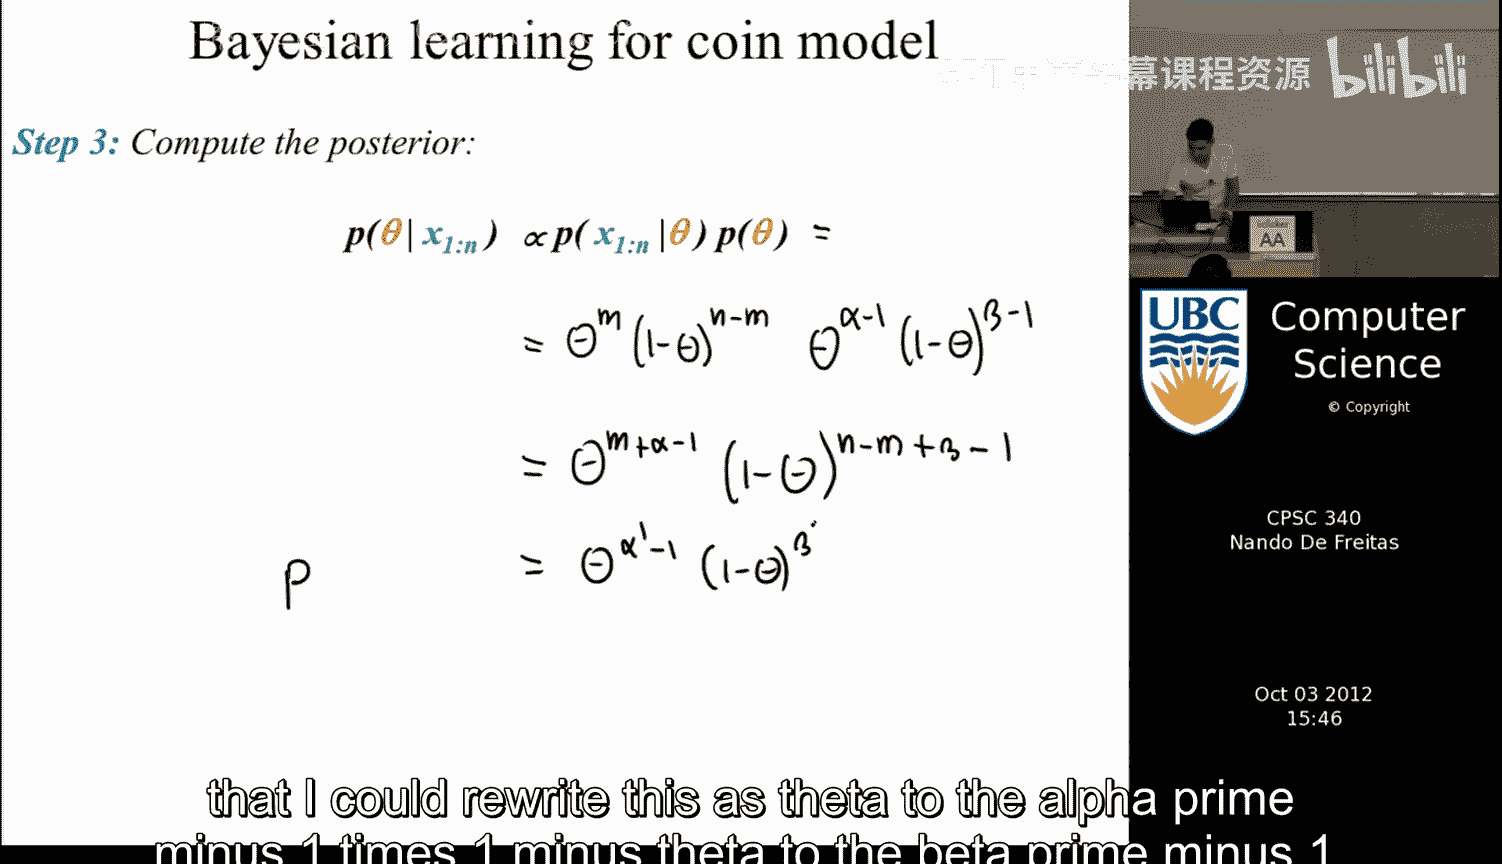 Bayesian learning for coin model
Step 3: Compute the posterior:
p(θ|x1:n) ∝p(x1:n|θ)p(θ) =
= θ^m (1-θ)^n-m θ^α-1 (1-θ)^β-1
= θ^m+α-1 (1-θ)^n-m+β-1
P = θ^α'-1 (1-θ)^β'
that I could rewrite this as theta to the alpha prime
minus 1 times 1 minus theta to the beta prime minus 1
幕课程资源 bilibili
AA
UBC
Computer
Science
© Copyright
CPSC 340
Nando De Freitas
Oct 03 2012
15:46